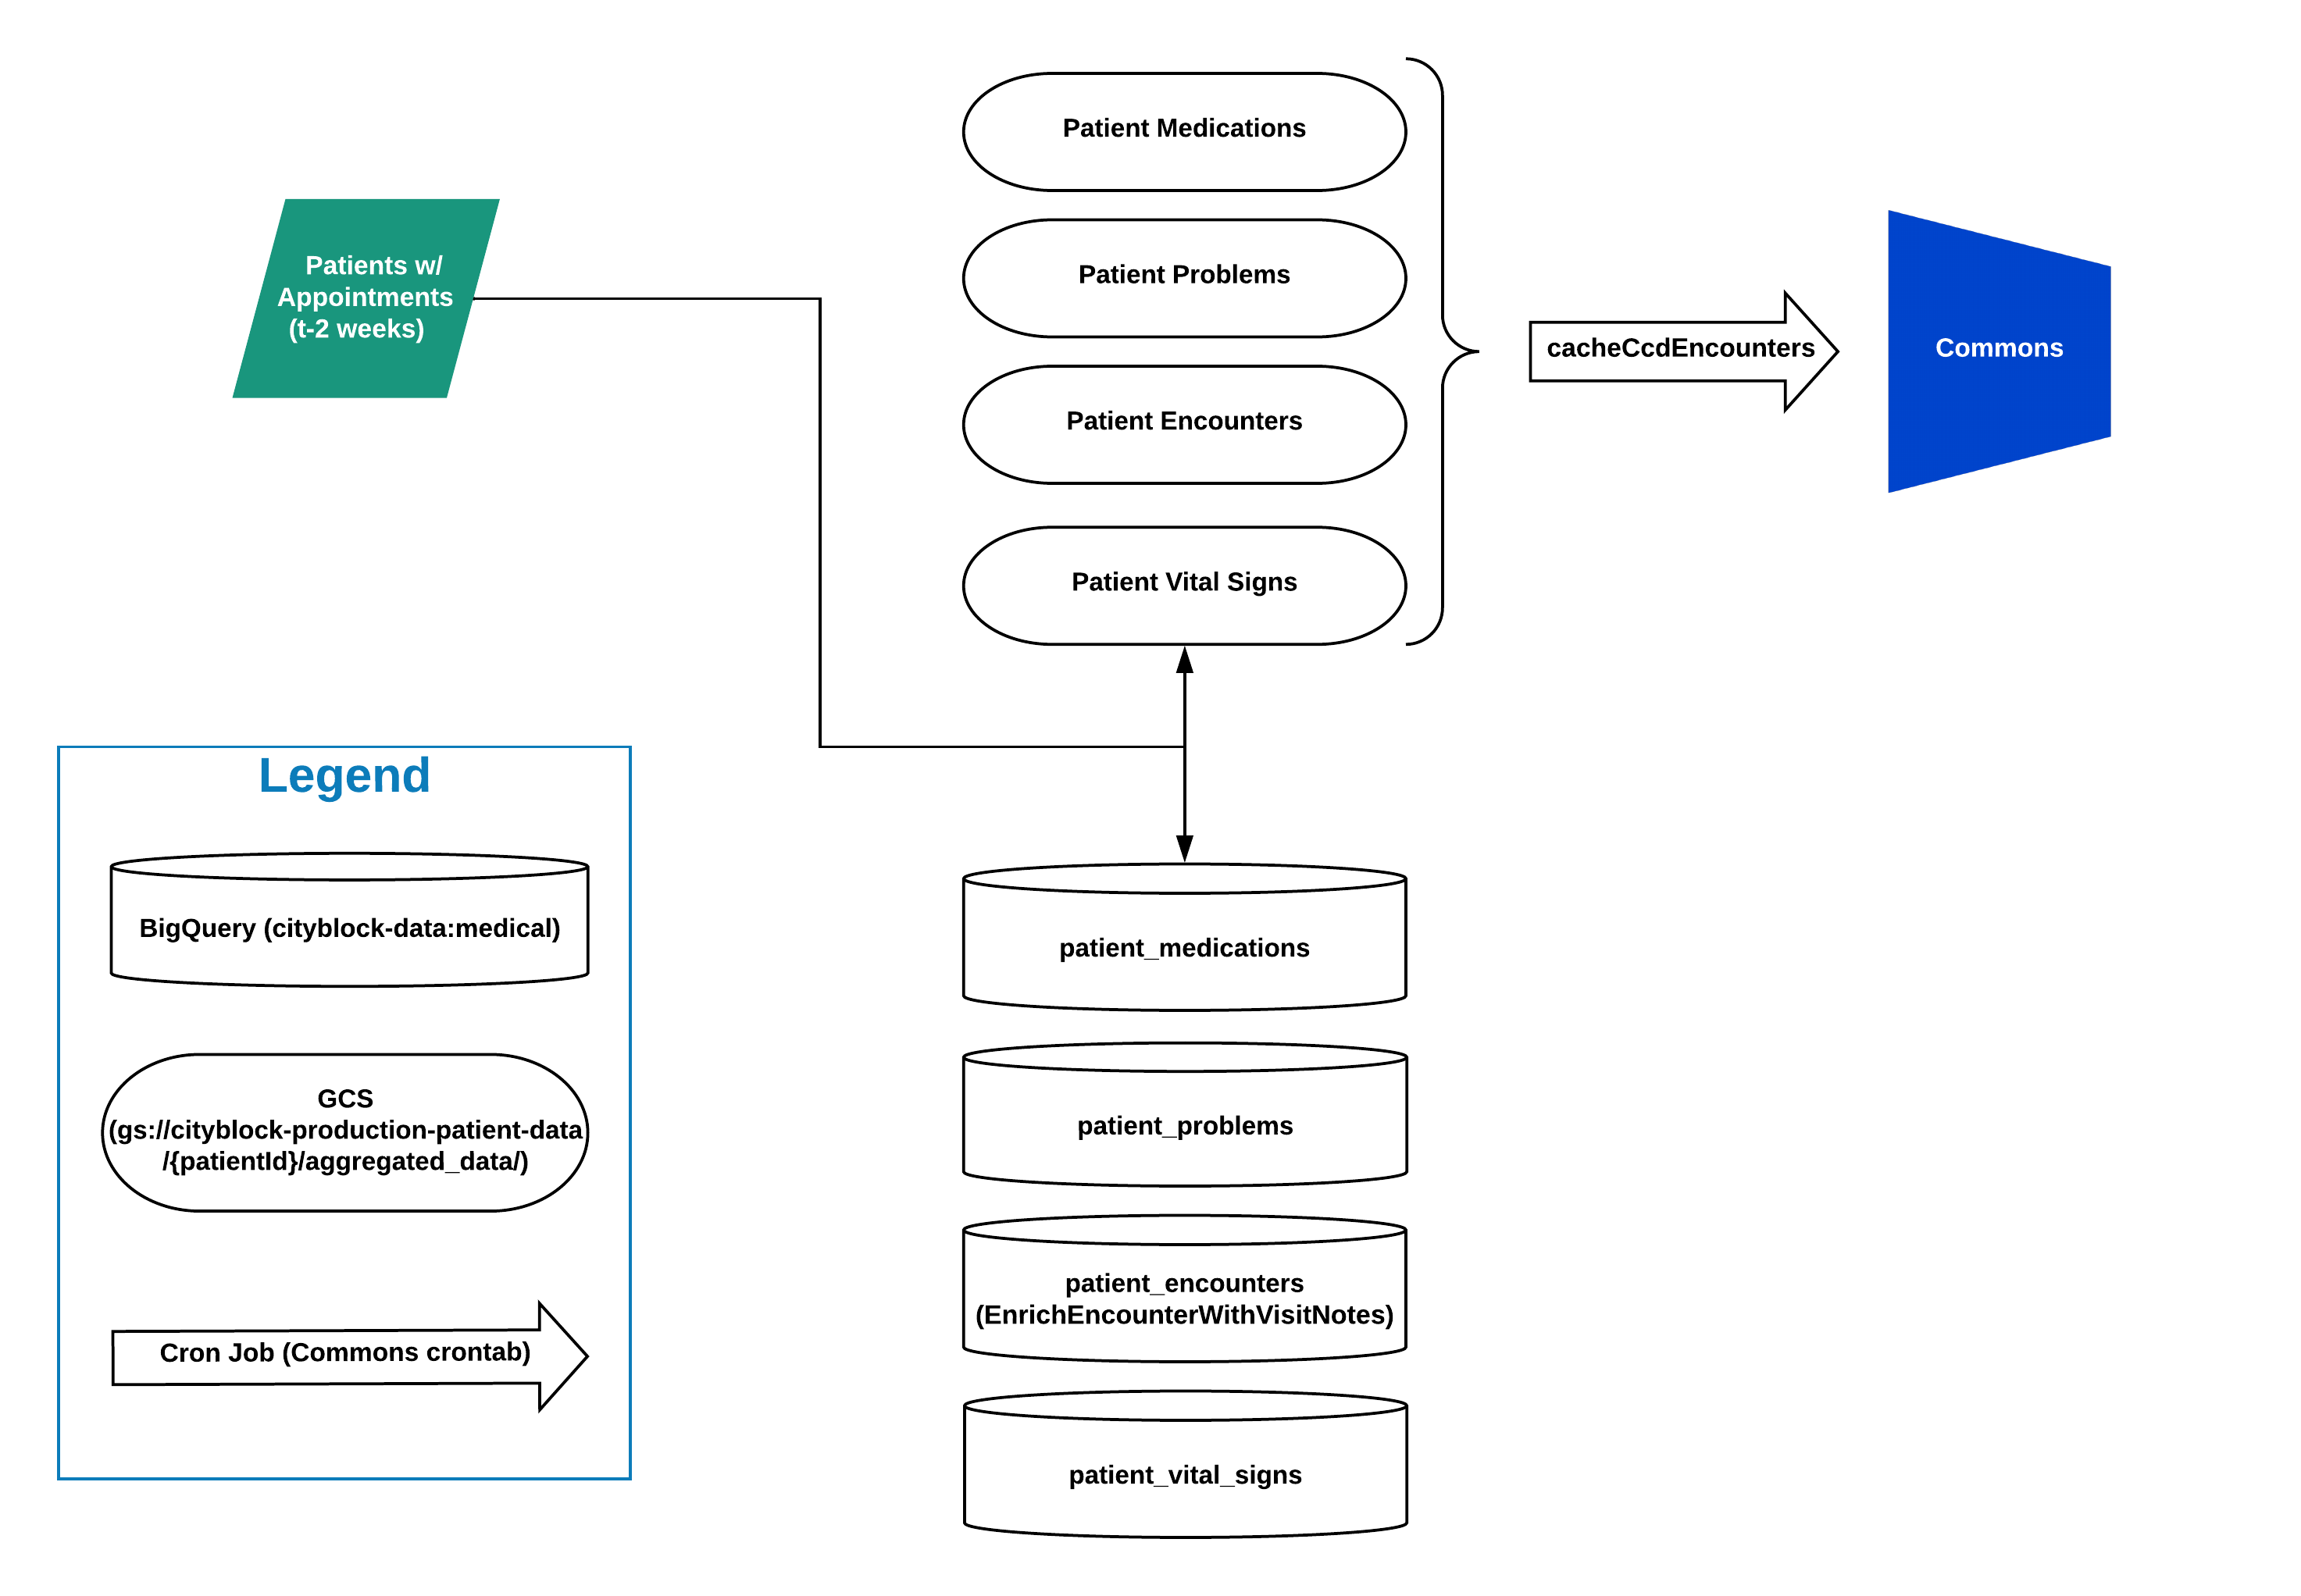 Patient Medications
Patients w/
Appointments
(t-2 weeks)
Patient Problems
Patient Encounters
Patient Vital Signs
cacheCcdEncounters
Commons
Legend
BigQuery (cityblock-data:medical)
GCS
(gs://cityblock-production-patient-data
/{patientId}/aggregated_data/)
Cron Job (Commons crontab)
patient_medications
patient_problems
patient_encounters
(EnrichEncounterWithVisitNotes)
patient_vital_signs